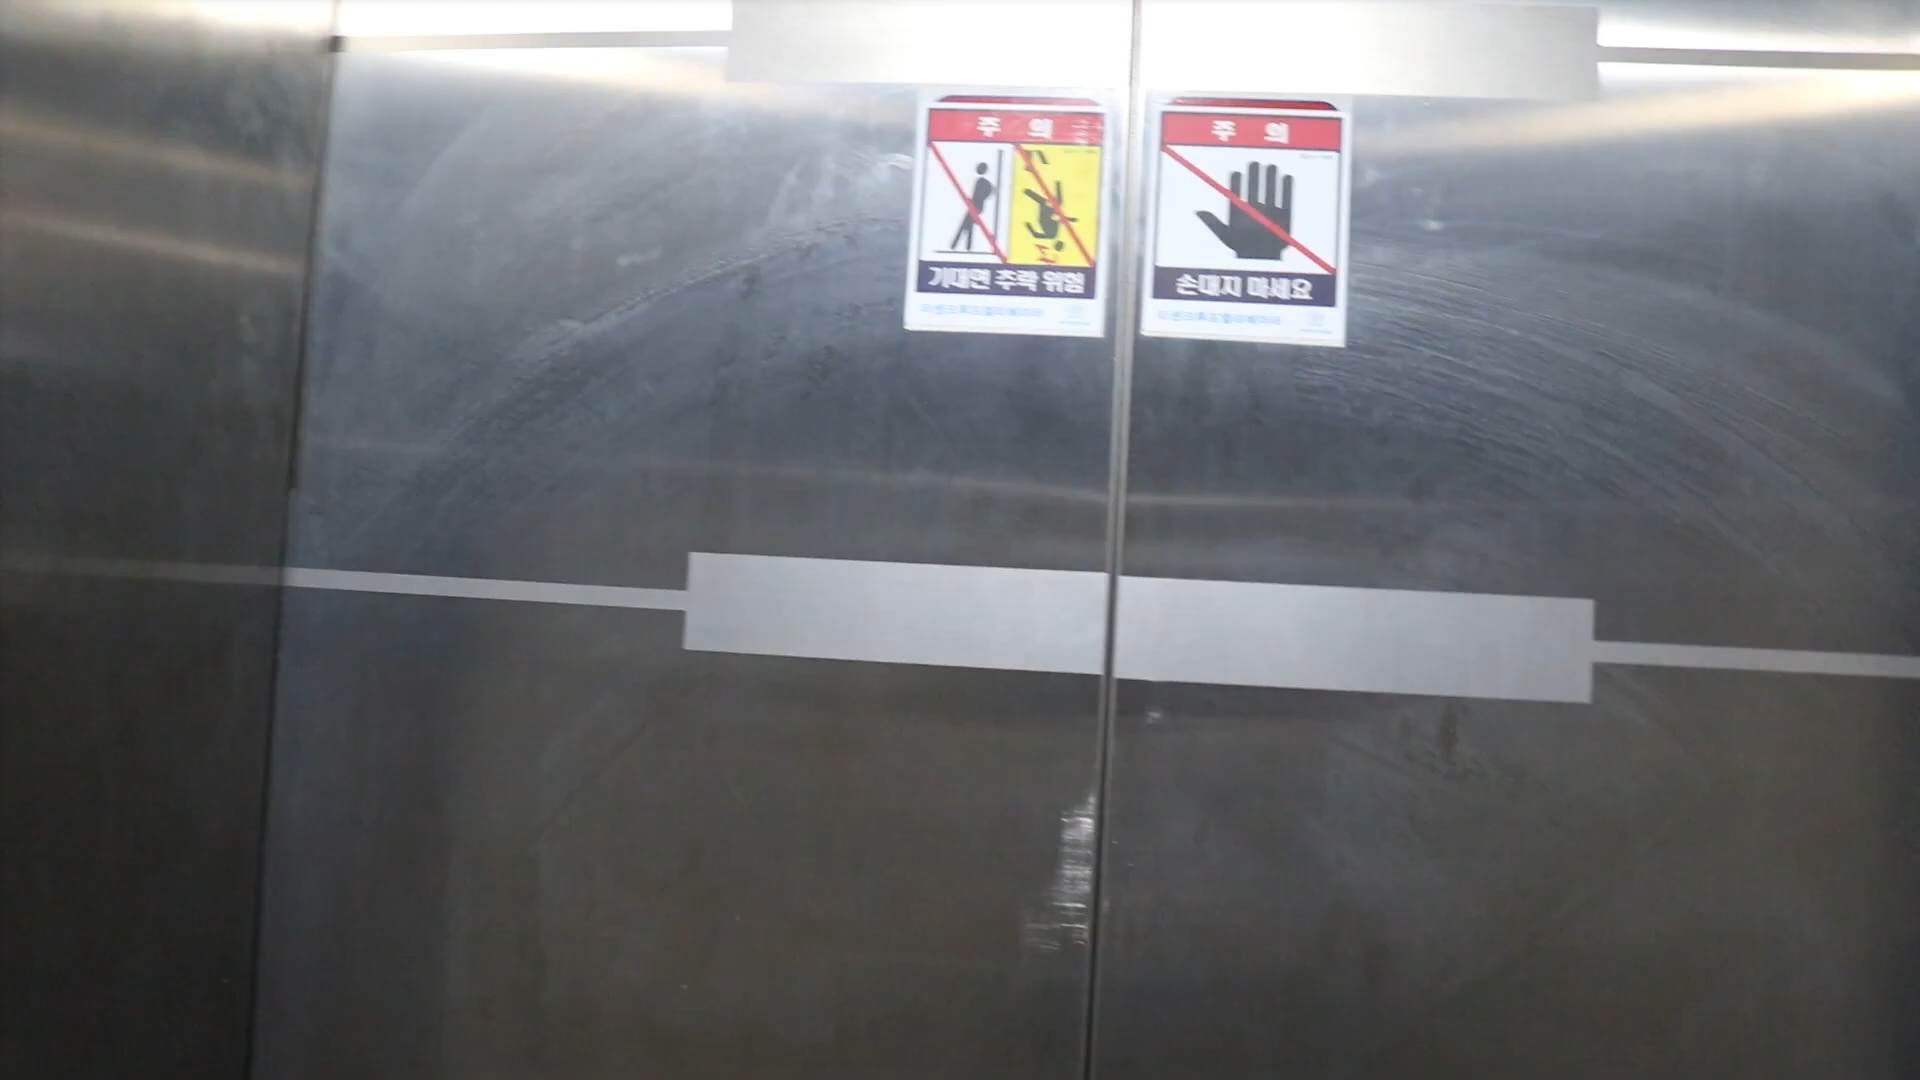 주 의
기대면 추락 위험
주 의
손대지 마세요